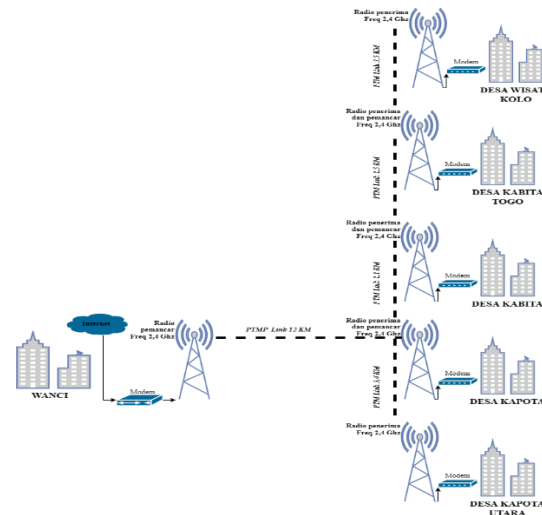 Radio penerima
Freq 2,4 Ghz
Modem
DESA WISAT
KOLO
Radio penerima
dan pemancar
Freq 2,4 Ghz
Modem
DESA KABITA
TOGO
Radio penerima
dan pemancar
Freq 2,4 Ghz
Modem
DESA KABITA
Internet
Radio
pemancar
Freq 2,4 Ghz
PTMP Link 12 KM
Radio penerima
dan pemancar
Freq 2,4 Ghz
Modem
DESA KAPOTA
WANCI
Modem
Radio penerima
Freq 2,4 Ghz
Modem
DESA KAPOTA
UTARA